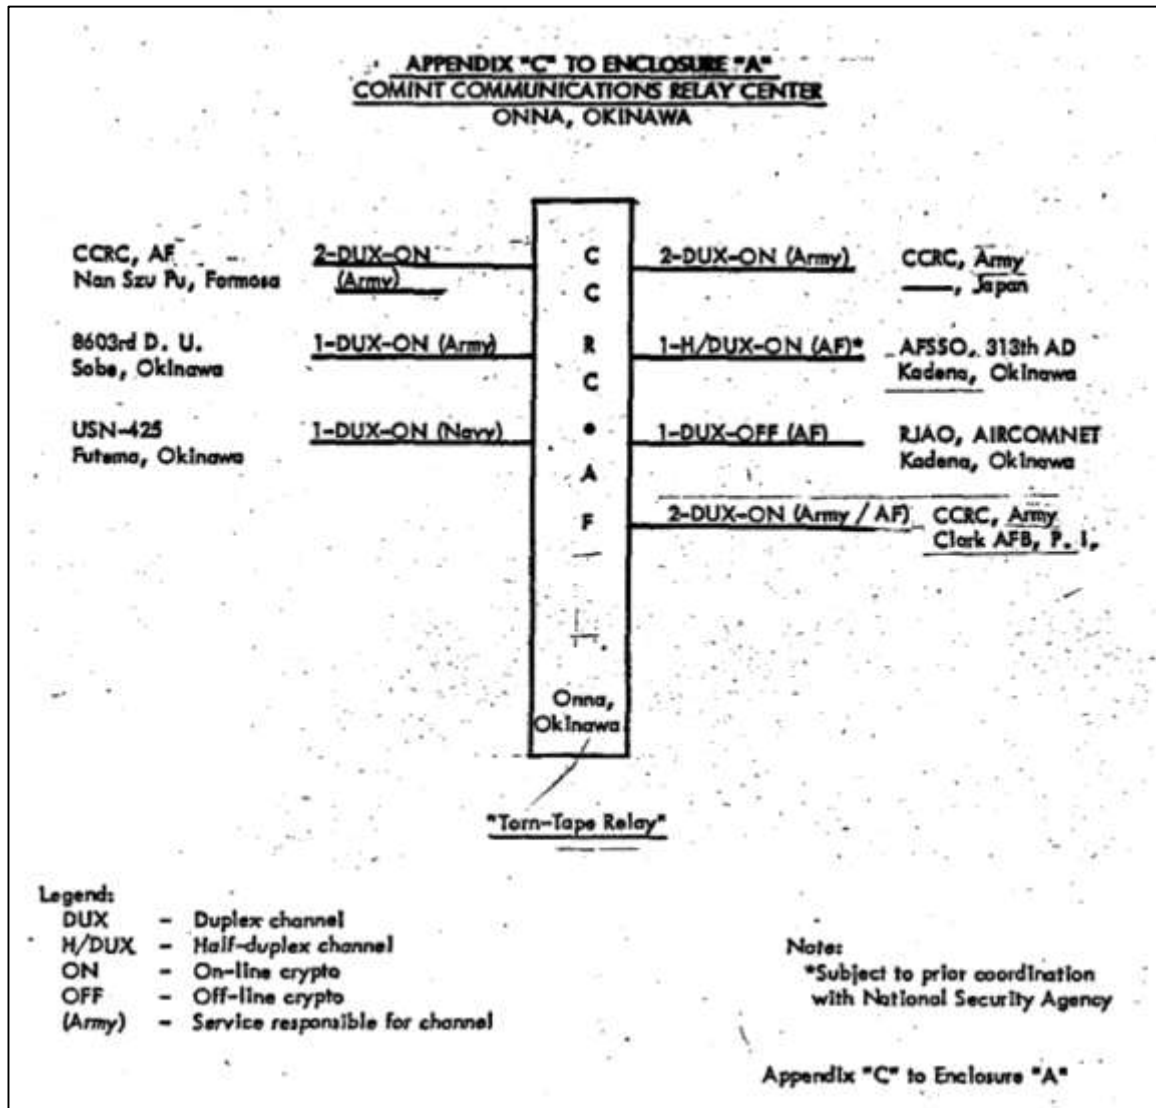 APPENDIX "C" TO ENCLOSURE "A"
COMINT COMMUNICATIONS RELAY CENTER
ONNA, OKINAWA
CCRC, AF
Nan Szu Pu, Formosa
2-DUX-ON
(Army)
8603rd D. U.
Sobe, Okinawa
1-DUX-ON (Army)
USN-425
Futema, Okinawa
1-DUX-ON (Navy)
C
C
R
C
•
A
F
Onna,
Okinawa
2-DUX-ON (Army)
CCRC, Army
, Japan
1-H/DUX-ON (AF)*
AFSSO, 313th AD
Kadena, Okinawa
1-DUX-OFF (AF)
RJAO, AIRCOMNET
Kadena, Okinawa
2-DUX-ON (Army / AF)
CCRC, Army
Clark AFB, P. I.
"Torn-Tape Relay"
Legend:
DUX - Duplex channel
H/DUX - Half-duplex channel
ON - On-line crypto
OFF - Off-line crypto
(Army) - Service responsible for channel
Note:
*Subject to prior coordination
with National Security Agency
Appendix "C" to Enclosure "A"